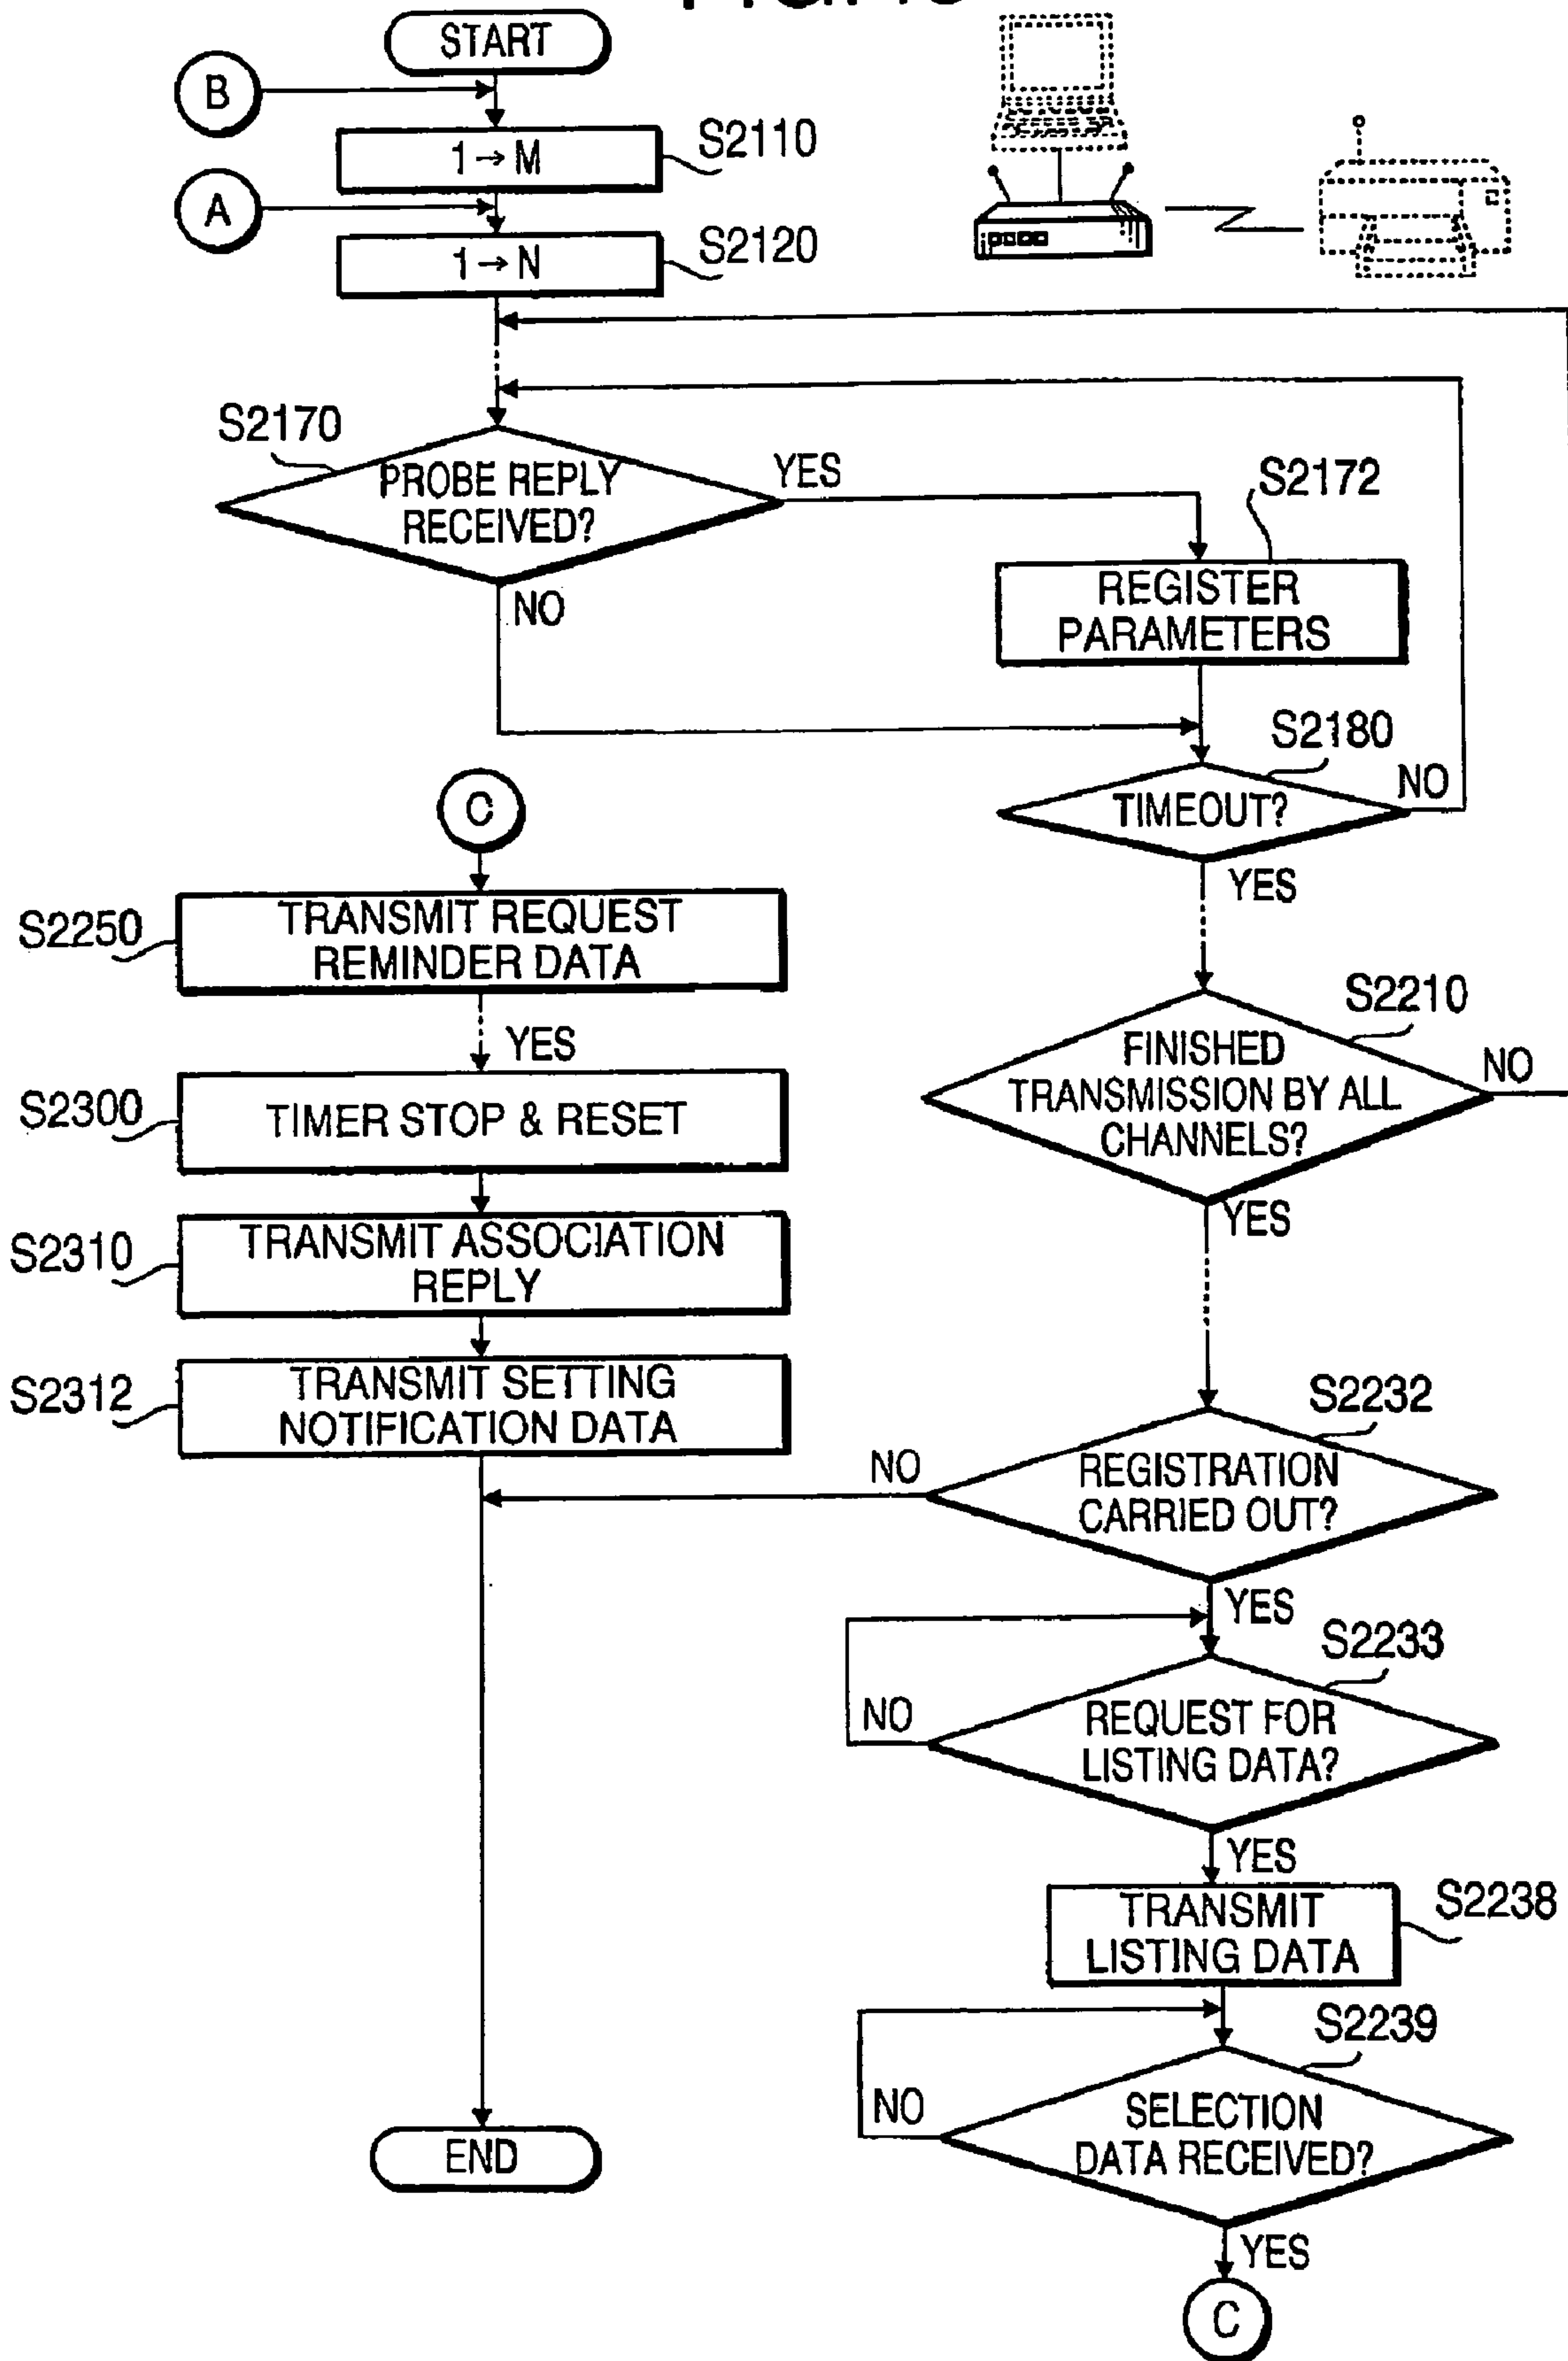 START
B
1→M
S2110
A
1→N
S2120
S2170
PROBE REPLY
RECEIVED?
YES
NO
S2172
REGISTER
PARAMETERS
S2180
TIMEOUT?
NO
YES
C
S2250
TRANSMIT REQUEST
REMINDER DATA
YES
S2300
TIMER STOP & RESET
S2310
TRANSMIT ASSOCIATION
REPLY
S2312
TRANSMIT SETTING
NOTIFICATION DATA
S2210
FINISHED
TRANSMISSION BY ALL
CHANNELS?
NO
YES
S2232
REGISTRATION
CARRIED OUT?
NO
YES
S2233
REQUEST FOR
LISTING DATA?
NO
YES
S2238
TRANSMIT
LISTING DATA
S2239
SELECTION
DATA RECEIVED?
NO
YES
C
END